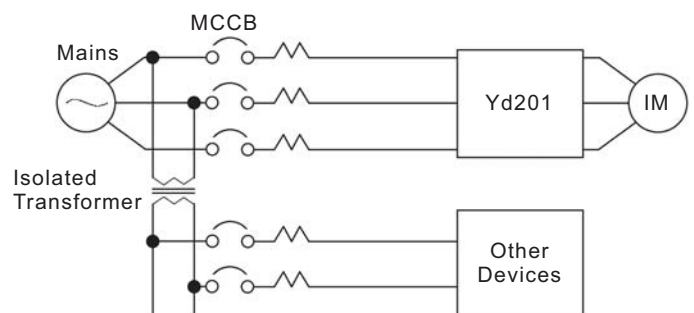 MCCB
Mains
Yd201
IM
Isolated
Transformer
Other
Devices